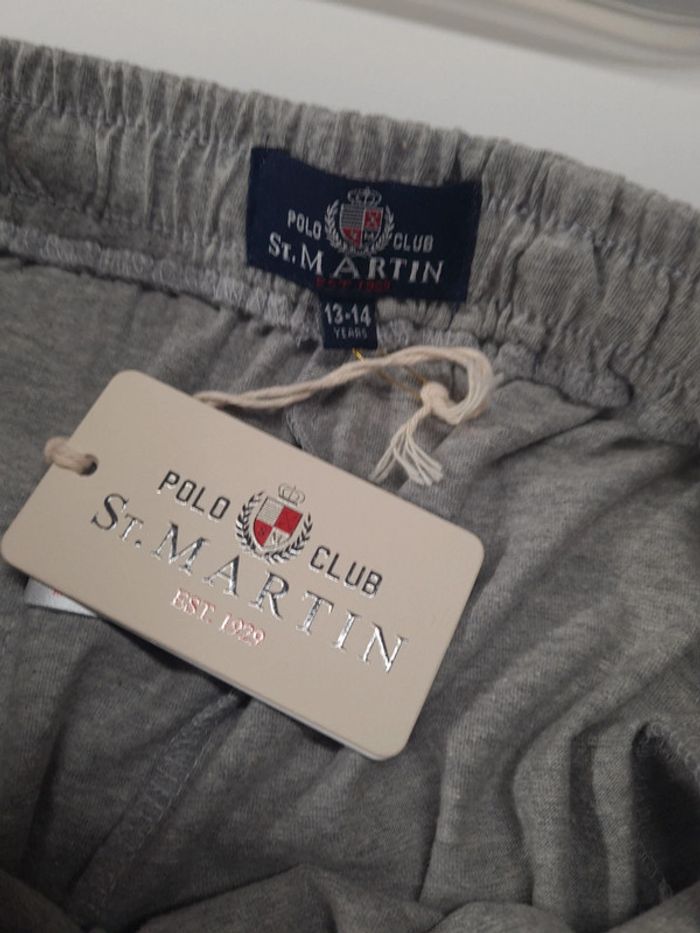 POLO CLUB
ST. MARTIN
EST. 1929
13-14
YEARS
POLO CLUB
ST. MARTIN
EST. 1929